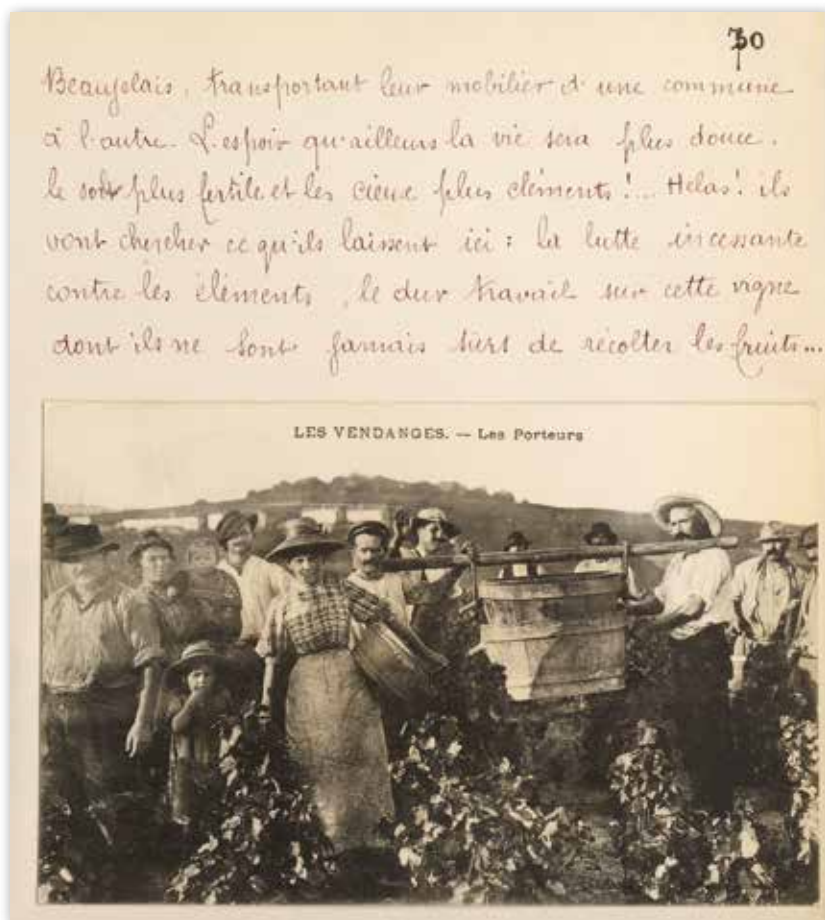 30
Beaujolais, transportant leur mobilier d'une commune
à l'autre. L'espoir qu'ailleurs la vie sera plus douce.
le sol plus fertile et les cieux plus cléments !... Hélas ! ils
vont chercher ce qu'ils laissent ici : la lutte incessante
contre les éléments, le dur travail sur cette vigne
dont ils ne sont jamais sûrs de récolter les fruits...
LES VENDANGES. — Les Porteurs